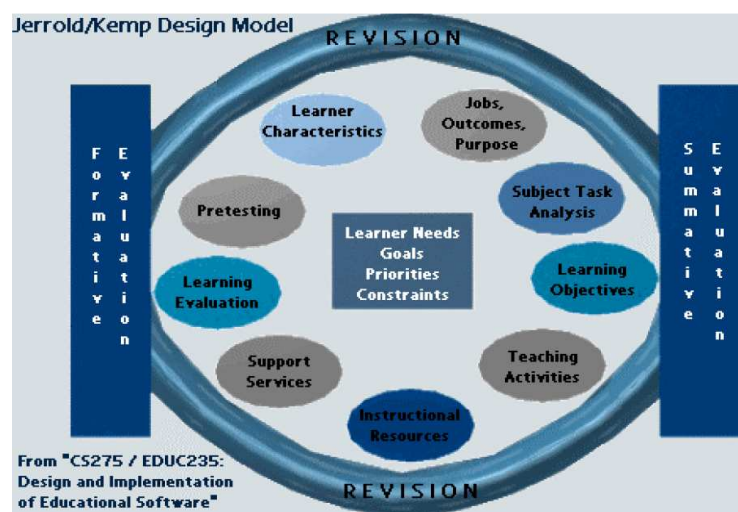 Jerrold/Kemp Design Model
REVISION
Learner
Characteristics
Jobs,
Outcomes,
Purpose
Formative
Evaluation
Summative
Evaluation
Pretesting
Subject Task
Analysis
Learner Needs
Goals
Priorities
Constraints
Learning
Evaluation
Learning
Objectives
Support
Services
Teaching
Activities
Instructional
Resources
From "CS275 / EDUC235:
Design and Implementation
of Educational Software"
REVISION